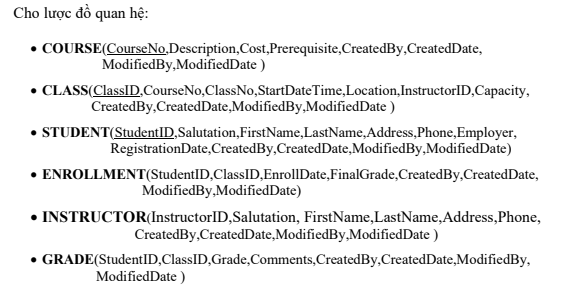 Cho lược đồ quan hệ:
• COURSE(CourseNo,Description,Cost,Prerequisite,CreatedBy,CreatedDate,
ModifiedBy,ModifiedDate )
• CLASS(ClassID,CourseNo,ClassNo,StartDateTime,Location,InstructorID,Capacity,
CreatedBy,CreatedDate,ModifiedBy,ModifiedDate )
• STUDENT(StudentID,Salutation,FirstName,LastName,Address,Phone,Employer,
RegistrationDate,CreatedBy,CreatedDate,ModifiedBy,ModifiedDate)
• ENROLLMENT(StudentID,ClassID,EnrollDate,FinalGrade,CreatedBy,CreatedDate,
ModifiedBy,ModifiedDate)
• INSTRUCTOR(InstructorID,Salutation, FirstName,LastName,Address,Phone,
CreatedBy,CreatedDate,ModifiedBy,ModifiedDate )
• GRADE(StudentID,ClassID,Grade,Comments,CreatedBy,CreatedDate,ModifiedBy,
ModifiedDate )